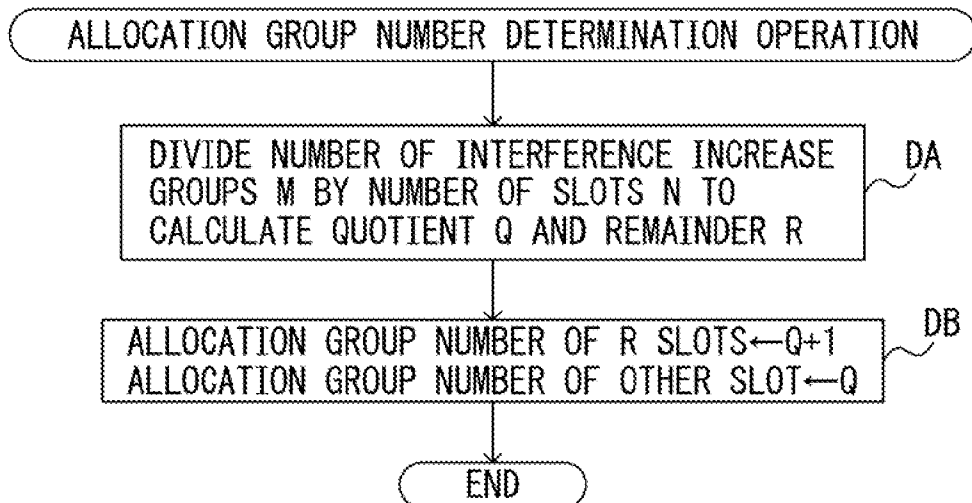 ALLOCATION GROUP NUMBER DETERMINATION OPERATION
DIVIDE NUMBER OF INTERFERENCE INCREASE
GROUPS M BY NUMBER OF SLOTS N TO
CALCULATE QUOTIENT Q AND REMAINDER R
DA
ALLOCATION GROUP NUMBER OF R SLOTS←Q+1
ALLOCATION GROUP NUMBER OF OTHER SLOT←Q
DB
END